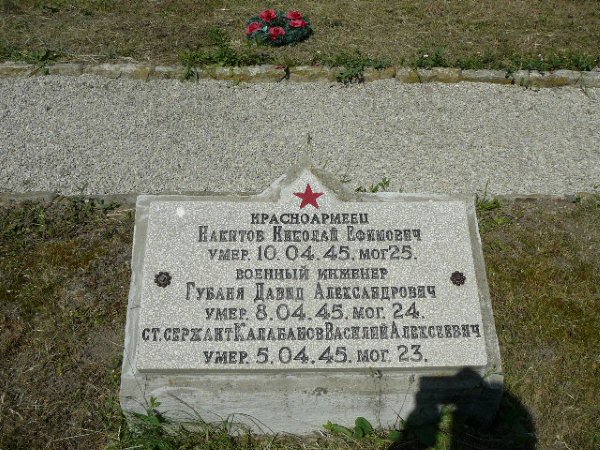 КРАСНОАРМЕЕЦ
НАКИТОВ НИКОЛАЙ ЕФИМОВИЧ
УМЕР. 10.04.45. МОГ 25.
ВОЕННЫЙ ИНЖЕНЕР
ГУБАНЯ ДАВИД АЛЕКСАНДРОВИЧ
УМЕР. 8.04.45. МОГ. 24.
СТ. СЕРЖАНТ КАЛАБАНОВ ВАСИЛИЙ АЛЕКСЕЕВИЧ
УМЕР. 5.04.45. МОГ. 23.